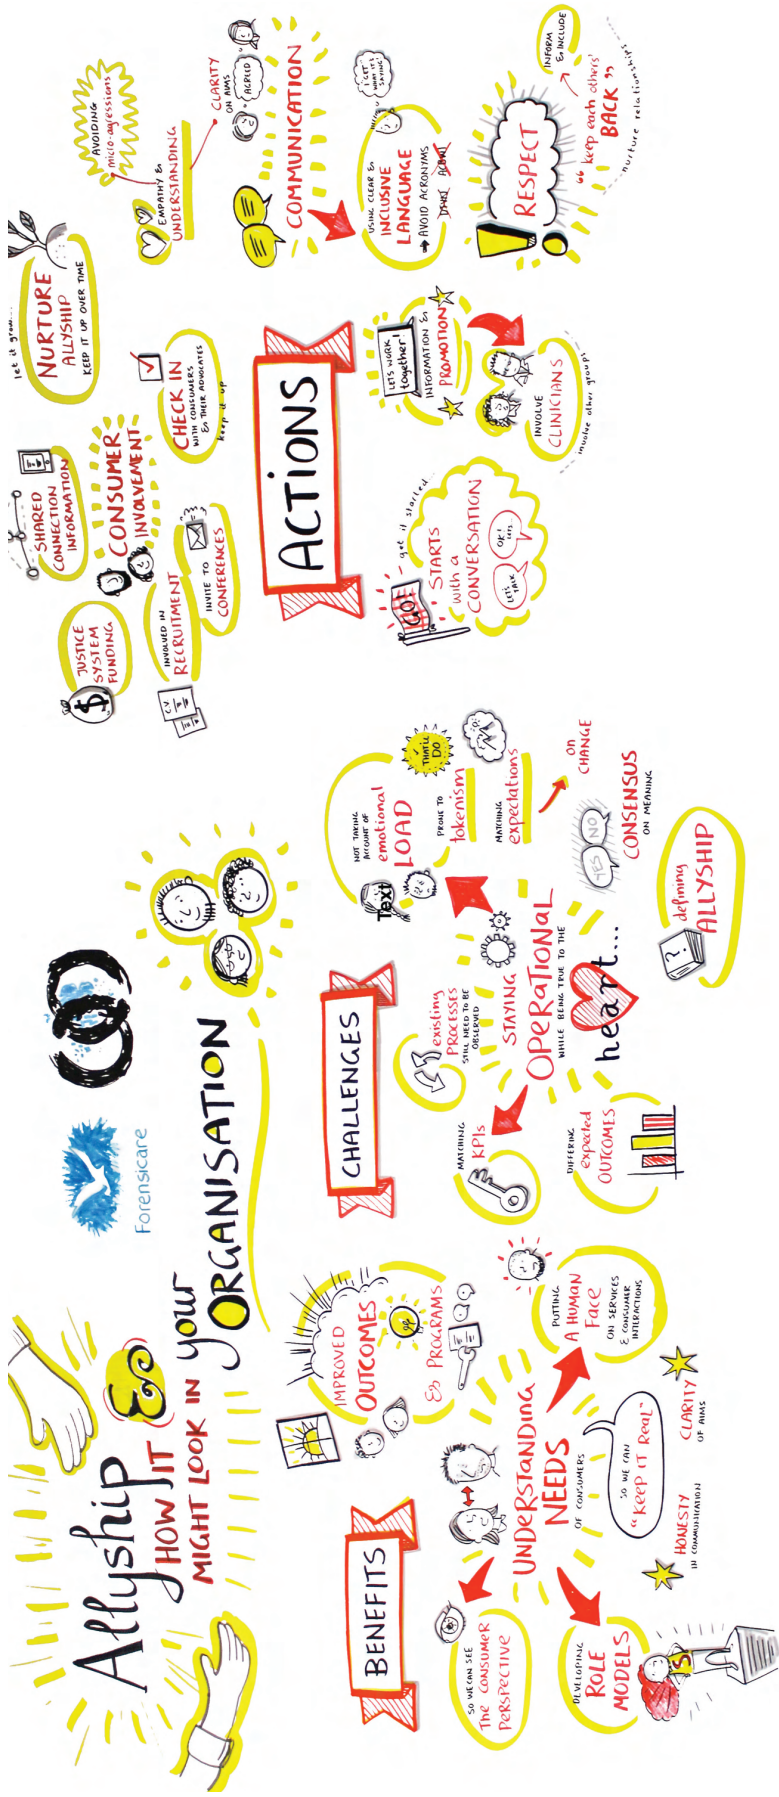 Allyship
&
HOW IT
MIGHT LOOK IN
your
ORGANISATION
Forensicare
BENEFITS
IMPROVED
OUTCOMES
& PROGRAMS
UNDERSTANDING
NEEDS
OF CONSUMERS
SO WE CAN SEE
THE CONSUMER
PERSPECTIVE
DEVELOPING
ROLE
MODELS
S
PUTTING
A HUMAN
FACE
ON SERVICES
& CONSUMER
INTERACTIONS
SO WE CAN
"KEEP IT REAL"
HONESTY
IN COMMUNICATION
CLARITY
OF AIMS
CHALLENGES
existing
PROCESSES
STILL NEED TO BE
OBSERVED
MATCHING
KPIs
STAYING
OPERATIONAL
WHILE BEING TRUE TO THE
heart...
DIFFERING
expected
OUTCOMES
NOT TAKING
ACCOUNT OF
emotional
LOAD
Text
PRONE TO
tokenism
THAT'LL
DO
MATCHING
expectations
on
CHANGE
YES
NO
CONSENSUS
ON MEANING
?
defining
ALLYSHIP
ACTIONS
$
JUSTICE
SYSTEM
FUNDING
SHARED
CONNECTION
INFORMATION
let it grow...
NURTURE
ALLYSHIP
KEEP IT UP OVER TIME
CONSUMER
INVOLVEMENT
C.V.
INVOLVED IN
RECRUITMENT
INVITE TO
CONFERENCES
CHECK IN
WITH CONSUMERS
& THEIR ADVOCATES
keep it up
AVOIDING
micro-agressions
EMPATHY &
UNDERSTANDING
CLARITY
ON AIMS
AGREED
COMMUNICATION
USING CLEAR &
INCLUSIVE
LANGUAGE
AVOID ACRONYMS
I GET
WHAT IT'S
SAYING!
GO!
get it started...
STARTS
with a
CONVERSATION
LET'S
TALK
OK!
LETS...
LETS WORK
together!
INFORMATION &
PROMOTION
INVOLVE
CLINICIANS
involve other groups
RESPECT
INFORM
& INCLUDE
"keep each others'
BACK"
nurture relationships